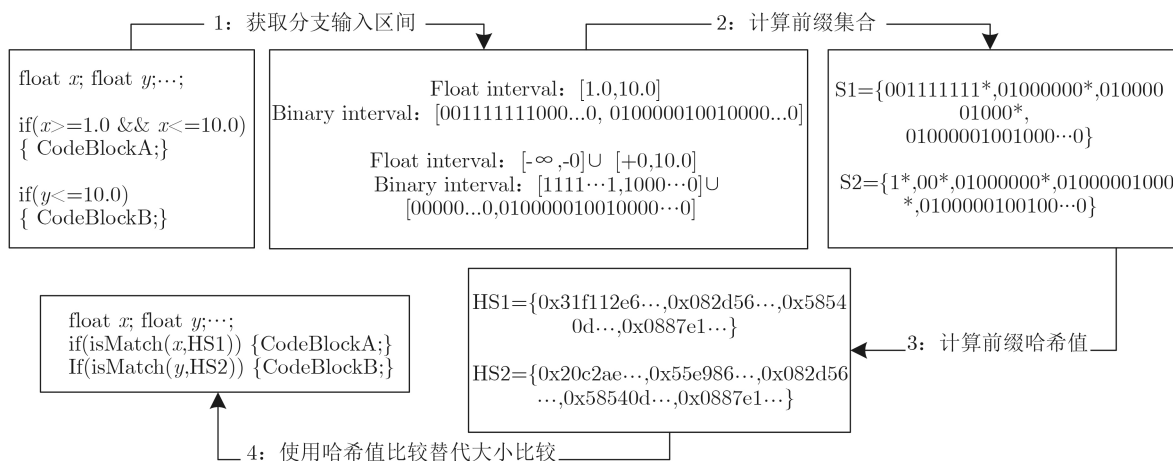 1：获取分支输入区间
2：计算前缀集合
float x; float y;···;
if(x>=1.0 && x<=10.0)
{ CodeBlockA;}
if(y<=10.0)
{ CodeBlockB;}
Float interval：[1.0,10.0]
Binary interval：[001111111000...0, 010000010010000...0]
Float interval：[-∞,-0]∪ [+0,10.0]
Binary interval：[1111···1,1000···0]∪
[00000...0,010000010010000···0]
S1={001111111*,01000000*,010000
01000*,
01000001001000···0}
S2={1*,00*,01000000*,01000001000
*,0100000100100···0}
HS1={0x31f112e6···,0x082d56···,0x5854
0d···,0x0887e1···}
HS2={0x20c2ae···,0x55e986···,0x082d56
···,0x58540d···,0x0887e1···}
3：计算前缀哈希值
float x; float y;···;
if(isMatch(x,HS1)) {CodeBlockA;}
If(isMatch(y,HS2)) {CodeBlockB;}
4：使用哈希值比较替代大小比较